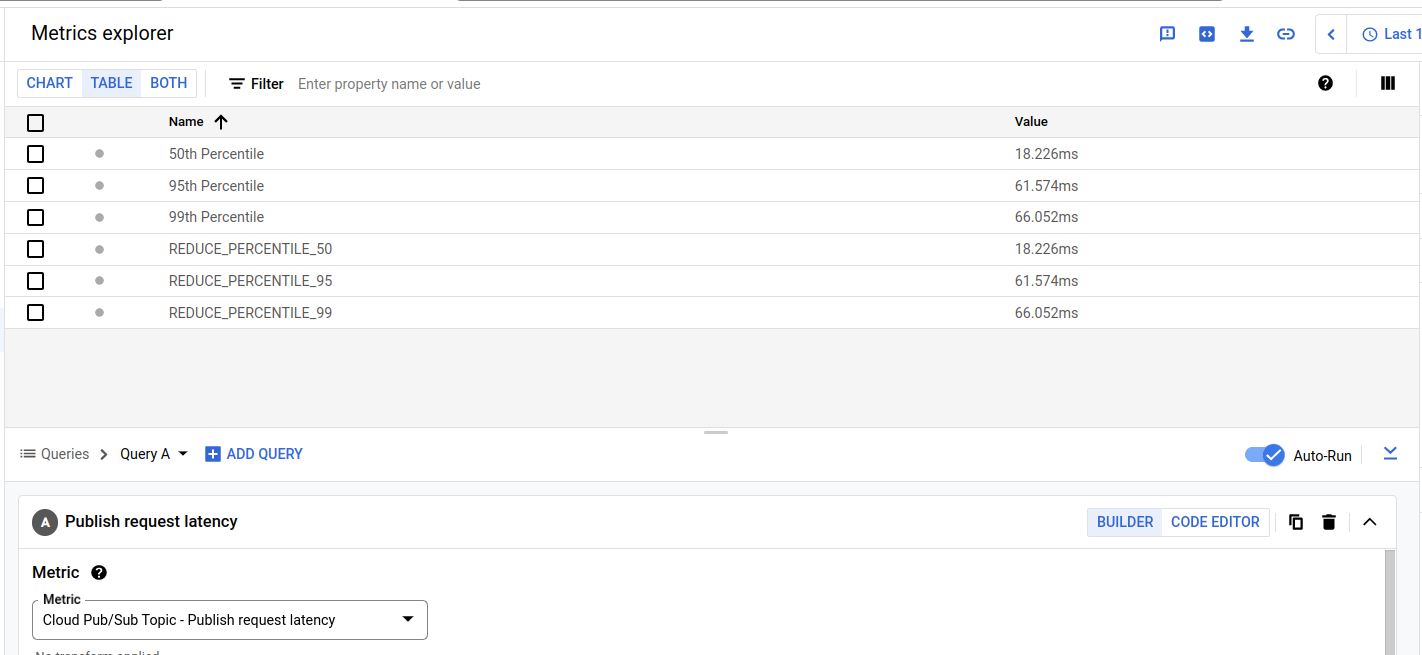 Metrics explorer
Last 1
CHART TABLE BOTH Filter Enter property name or value
Name Value
50th Percentile 18.226ms
95th Percentile 61.574ms
99th Percentile 66.052ms
REDUCE_PERCENTILE_50 18.226ms
REDUCE_PERCENTILE_95 61.574ms
REDUCE_PERCENTILE_99 66.052ms
Queries Query A ADD QUERY Auto-Run
A Publish request latency BUILDER CODE EDITOR
Metric
Metric
Cloud Pub/Sub Topic - Publish request latency
No transform applied